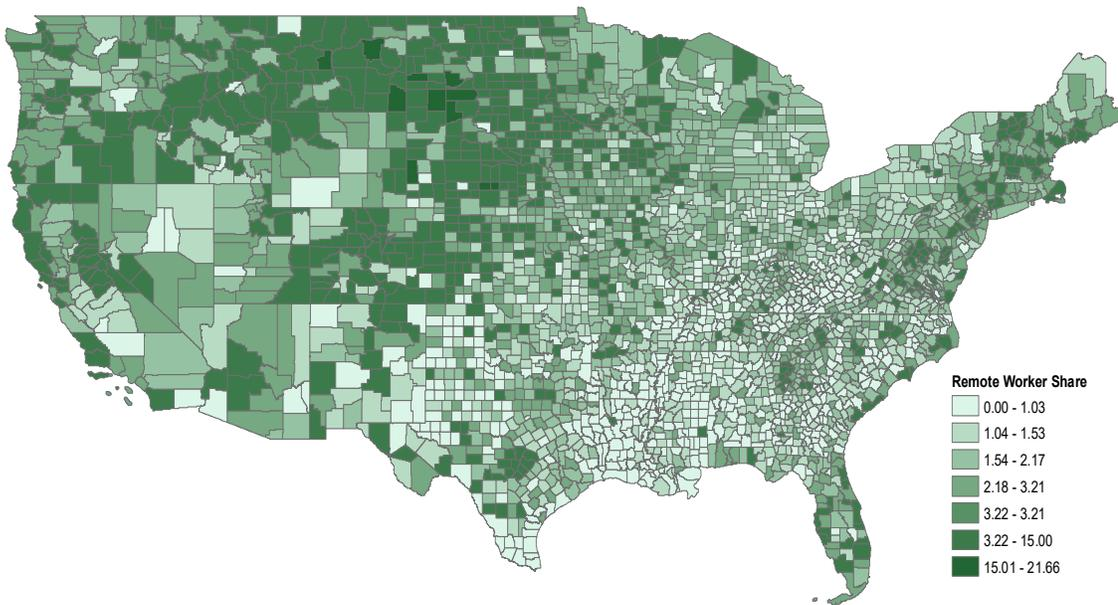 Remote Worker Share
0.00 - 1.03
1.04 - 1.53
1.54 - 2.17
2.18 - 3.21
3.22 - 3.21
3.22 - 15.00
15.01 - 21.66